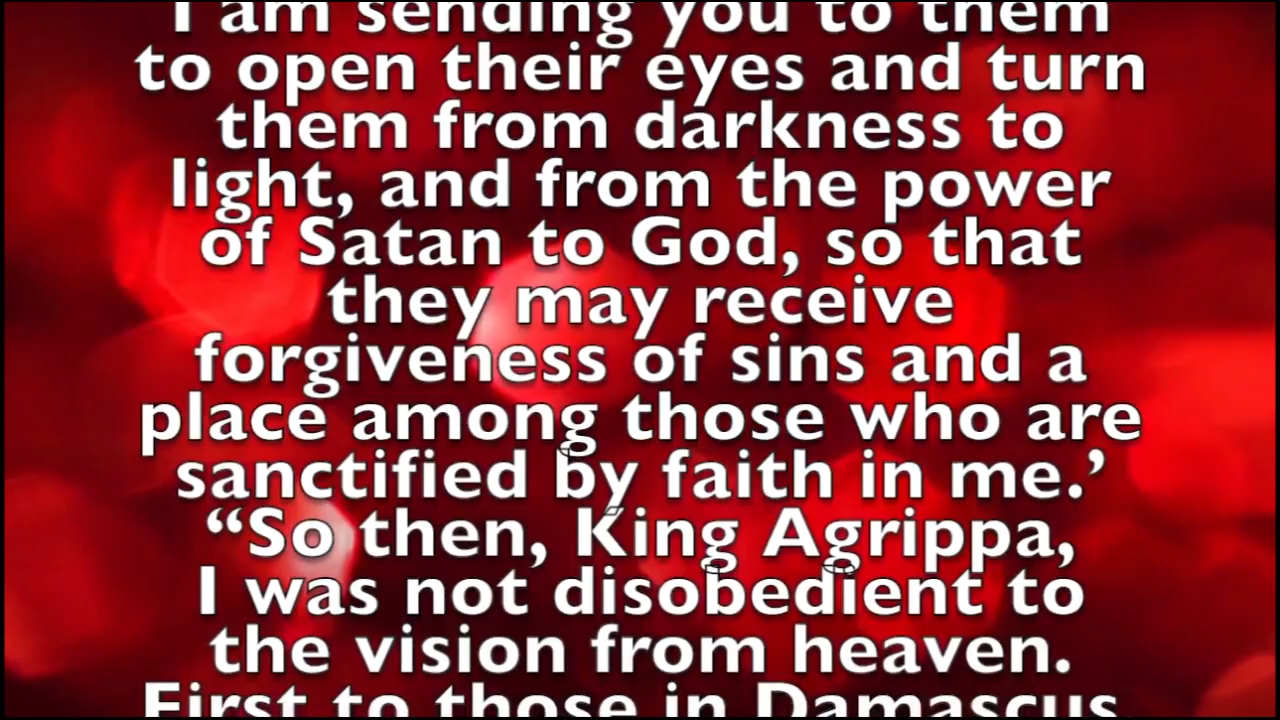 I am sending you to them
to open their eyes and turn
them from darkness to
light, and from the power
of Satan to God, so that
they may receive
forgiveness of sins and a
place among those who are
sanctified by faith in me.’
“So then, King Agrippa,
I was not disobedient to
the vision from heaven.
First to those in Damascus